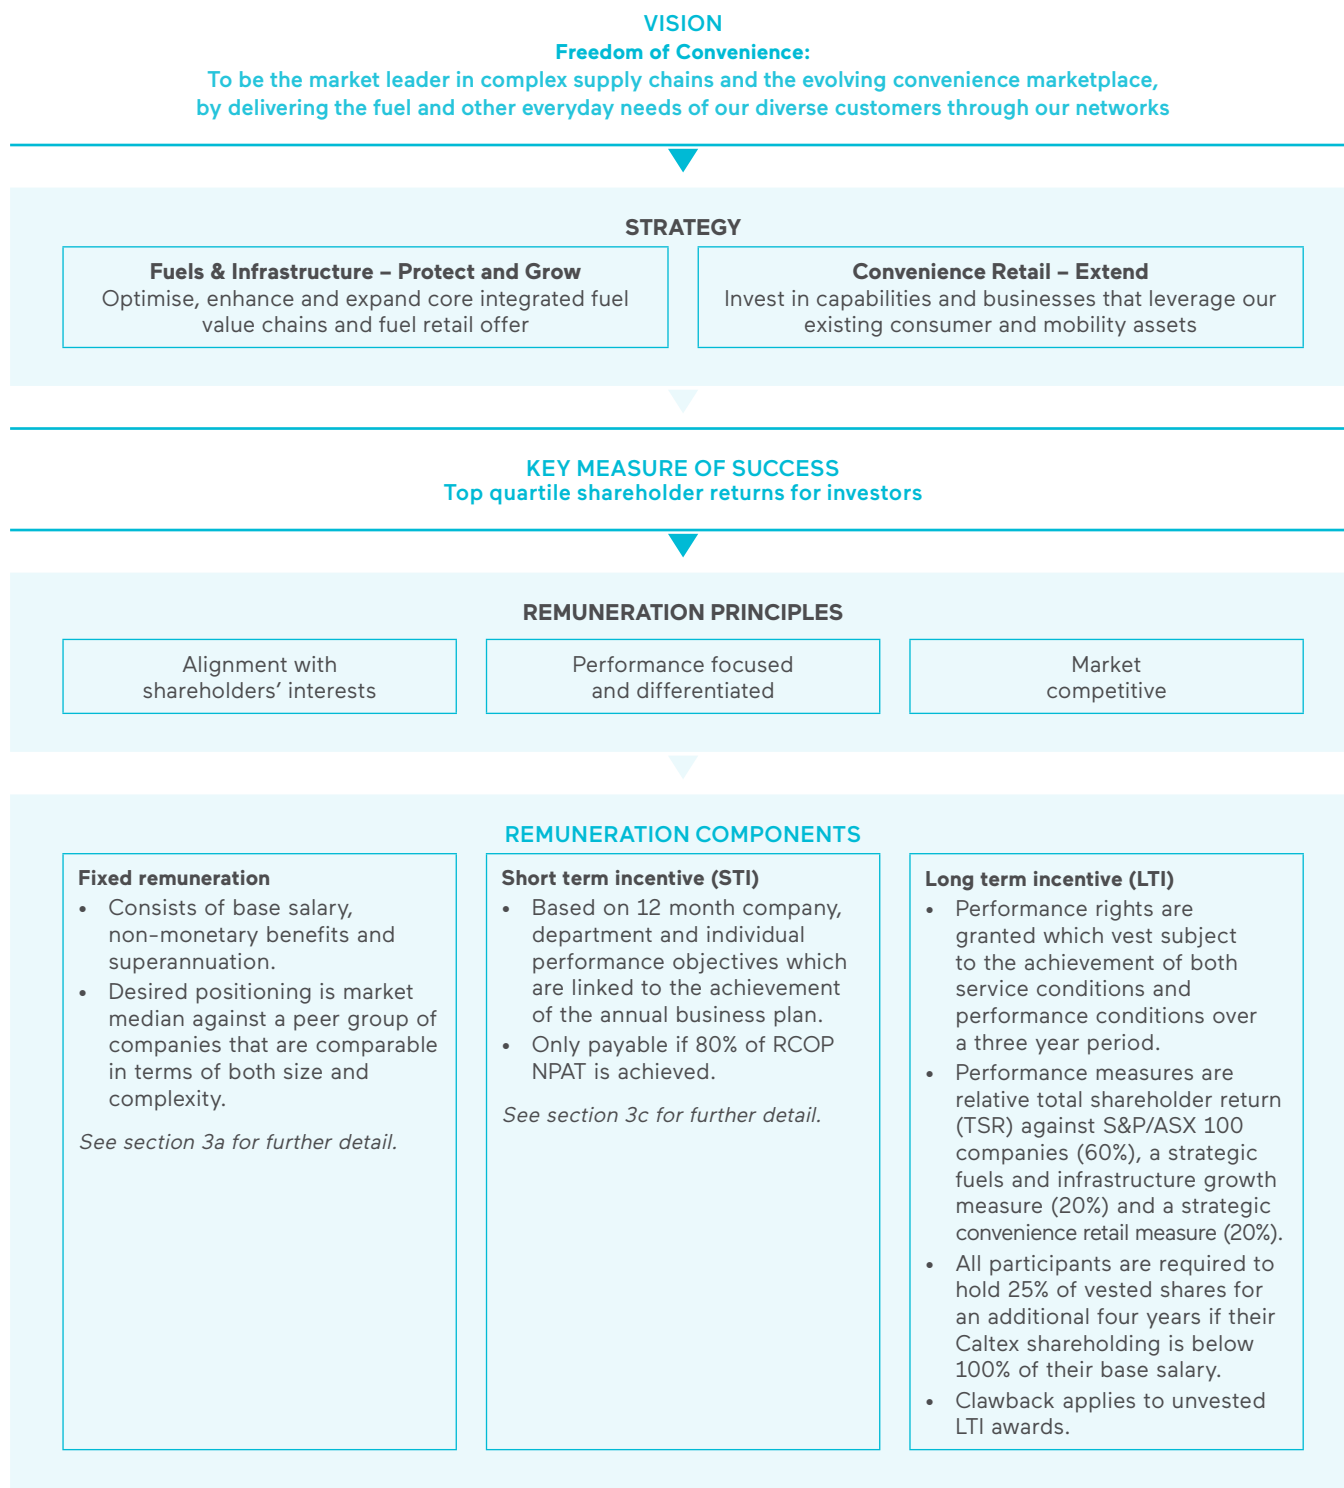 VISION
Freedom of Convenience:
To be the market leader in complex supply chains and the evolving convenience marketplace,
by delivering the fuel and other everyday needs of our diverse customers through our networks
STRATEGY
Fuels & Infrastructure – Protect and Grow
Optimise, enhance and expand core integrated fuel
value chains and fuel retail offer
Convenience Retail – Extend
Invest in capabilities and businesses that leverage our
existing consumer and mobility assets
KEY MEASURE OF SUCCESS
Top quartile shareholder returns for investors
REMUNERATION PRINCIPLES
Alignment with
shareholders’ interests
Performance focused
and differentiated
Market
competitive
REMUNERATION COMPONENTS
Fixed remuneration
• Consists of base salary,
non-monetary benefits and
superannuation.
• Desired positioning is market
median against a peer group of
companies that are comparable
in terms of both size and
complexity.
See section 3a for further detail.
Short term incentive (STI)
• Based on 12 month company,
department and individual
performance objectives which
are linked to the achievement
of the annual business plan.
• Only payable if 80% of RCOP
NPAT is achieved.
See section 3c for further detail.
Long term incentive (LTI)
• Performance rights are
granted which vest subject
to the achievement of both
service conditions and
performance conditions over
a three year period.
• Performance measures are
relative total shareholder return
(TSR) against S&P/ASX 100
companies (60%), a strategic
fuels and infrastructure growth
measure (20%) and a strategic
convenience retail measure (20%).
• All participants are required to
hold 25% of vested shares for
an additional four years if their
Caltex shareholding is below
100% of their base salary.
• Clawback applies to unvested
LTI awards.